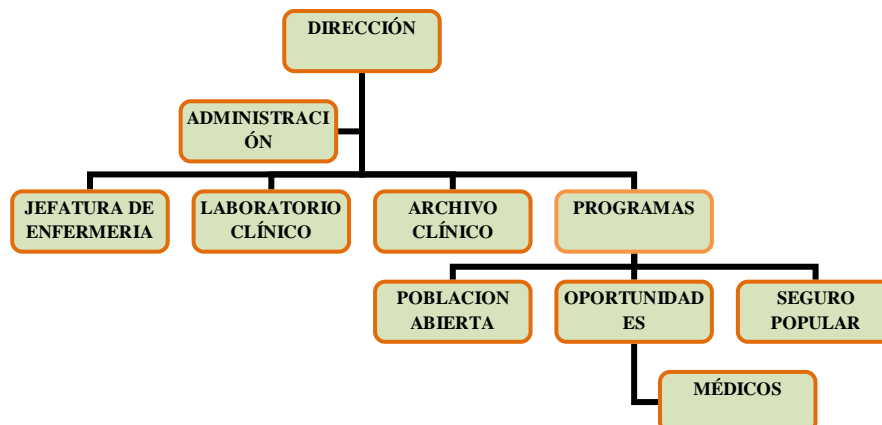 DIRECCIÓN
ADMINISTRACI
ÓN
JEFATURA DE
ENFERMERIA
LABORATORIO
CLÍNICO
ARCHIVO
CLÍNICO
PROGRAMAS
POBLACION
ABIERTA
OPORTUNIDAD
ES
SEGURO
POPULAR
MÉDICOS